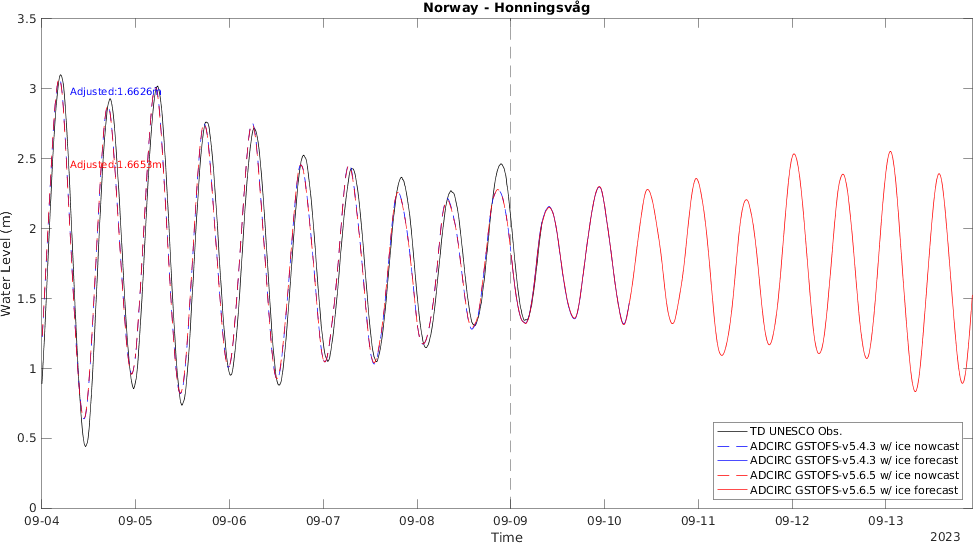 Norway - Honningsvåg
3.5
3
2.5
2
1.5
1
0.5
0
Water Level (m)
Adjusted:1.6626m
Adjusted:1.6653m
TD UNESCO Obs.
ADCIRC GSTOFS-v5.4.3 w/ ice nowcast
ADCIRC GSTOFS-v5.4.3 w/ ice forecast
ADCIRC GSTOFS-v5.6.5 w/ ice nowcast
ADCIRC GSTOFS-v5.6.5 w/ ice forecast
09-04 09-05 09-06 09-07 09-08 09-09 09-10 09-11 09-12 09-13
Time
2023